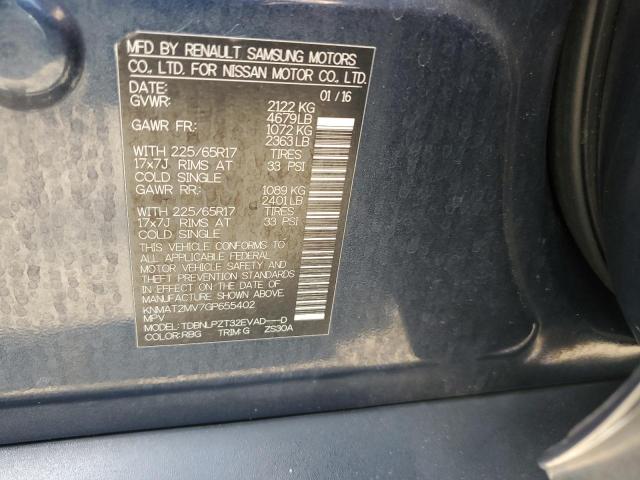 MFD BY RENAULT SAMSUNG MOTORS
CO., LTD. FOR NISSAN MOTOR CO., LTD.
DATE: 01/16
GVWR: 2122 KG
4679LB
GAWR FR: 1072 KG
2363LB
WITH 225/65R17 TIRES
17x7J RIMS AT 33 PSI
COLD SINGLE
GAWR RR: 1089 KG
2401LB
WITH 225/65R17 TIRES
17x7J RIMS AT 33 PSI
COLD SINGLE
THIS VEHICLE CONFORMS TO
ALL APPLICABLE FEDERAL
MOTOR VEHICLE SAFETY AND
THEFT PREVENTION STANDARDS
IN EFFECT ON THE DATE OF
MANUFACTURE SHOWN ABOVE.
KNMAT2MV7GP655402
MPV
MODEL: TDBNLPZT32EVAD---D
COLOR: RBG TRIM: G ZS30A